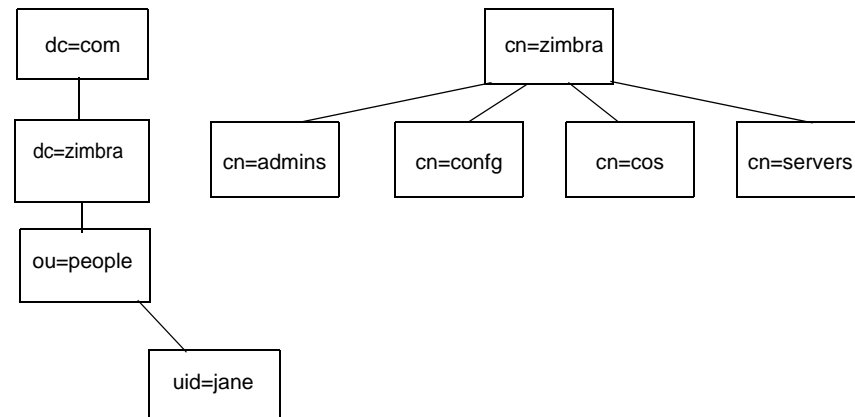 dc=com
cn=zimbra
dc=zimbra
cn=admins
cn=confg
cn=cos
cn=servers
ou=people
uid=jane